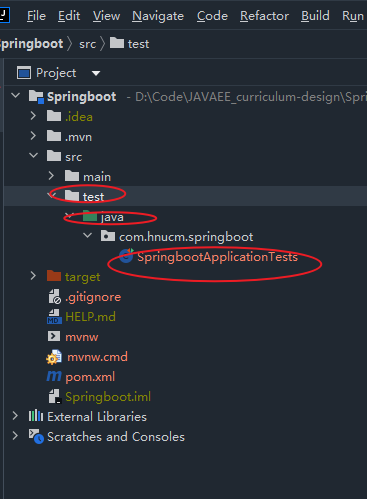 File Edit View Navigate Code Refactor Build Run
Springboot src test
Project
Springboot - D:\Code\JAVAEE_curriculum-design\Spr
.idea
.mvn
src
main
test
java
com.hnucm.springboot
SpringbootApplicationTests
target
.gitignore
HELP.md
mvnw
mvnw.cmd
pom.xml
Springboot.iml
External Libraries
Scratches and Consoles